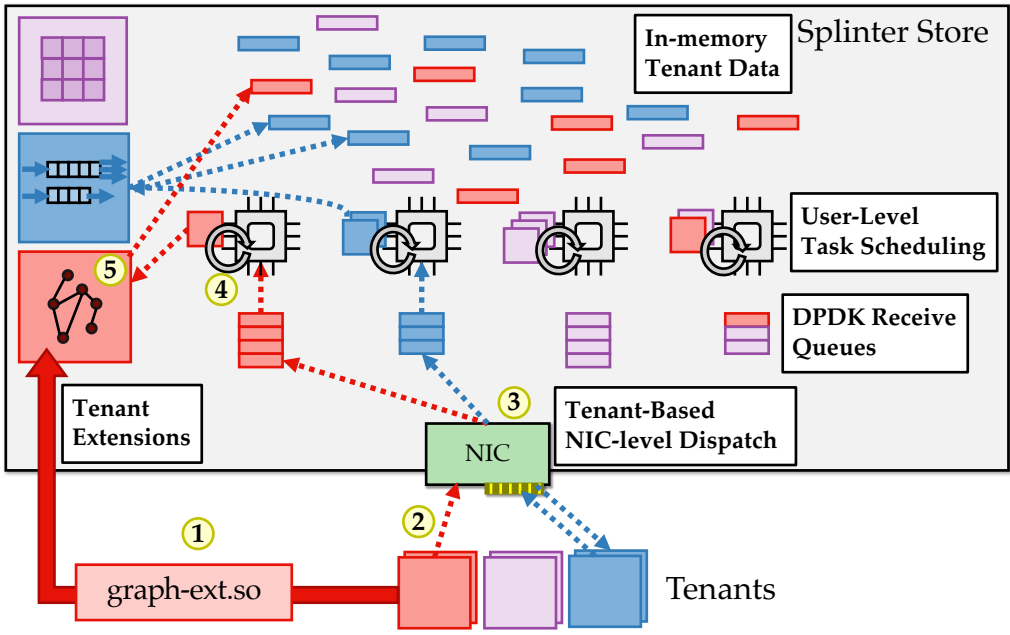 Splinter Store
In-memory
Tenant Data
User-Level
Task Scheduling
5
4
DPDK Receive
Queues
3
Tenant
Extensions
Tenant-Based
NIC-level Dispatch
NIC
1
2
graph-ext.so
Tenants